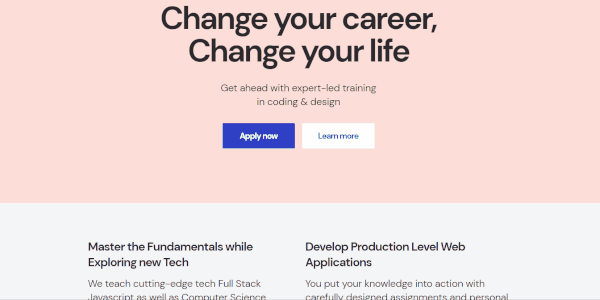 Change your career,
Change your life
Get ahead with expert-led training
in coding & design
Apply now
Learn more
Master the Fundamentals while
Exploring new Tech
We teach cutting-edge tech Full Stack
Javascript as well as Computer Science
Develop Production Level Web
Applications
You put your knowledge into action with
carefully designed assignments and personal